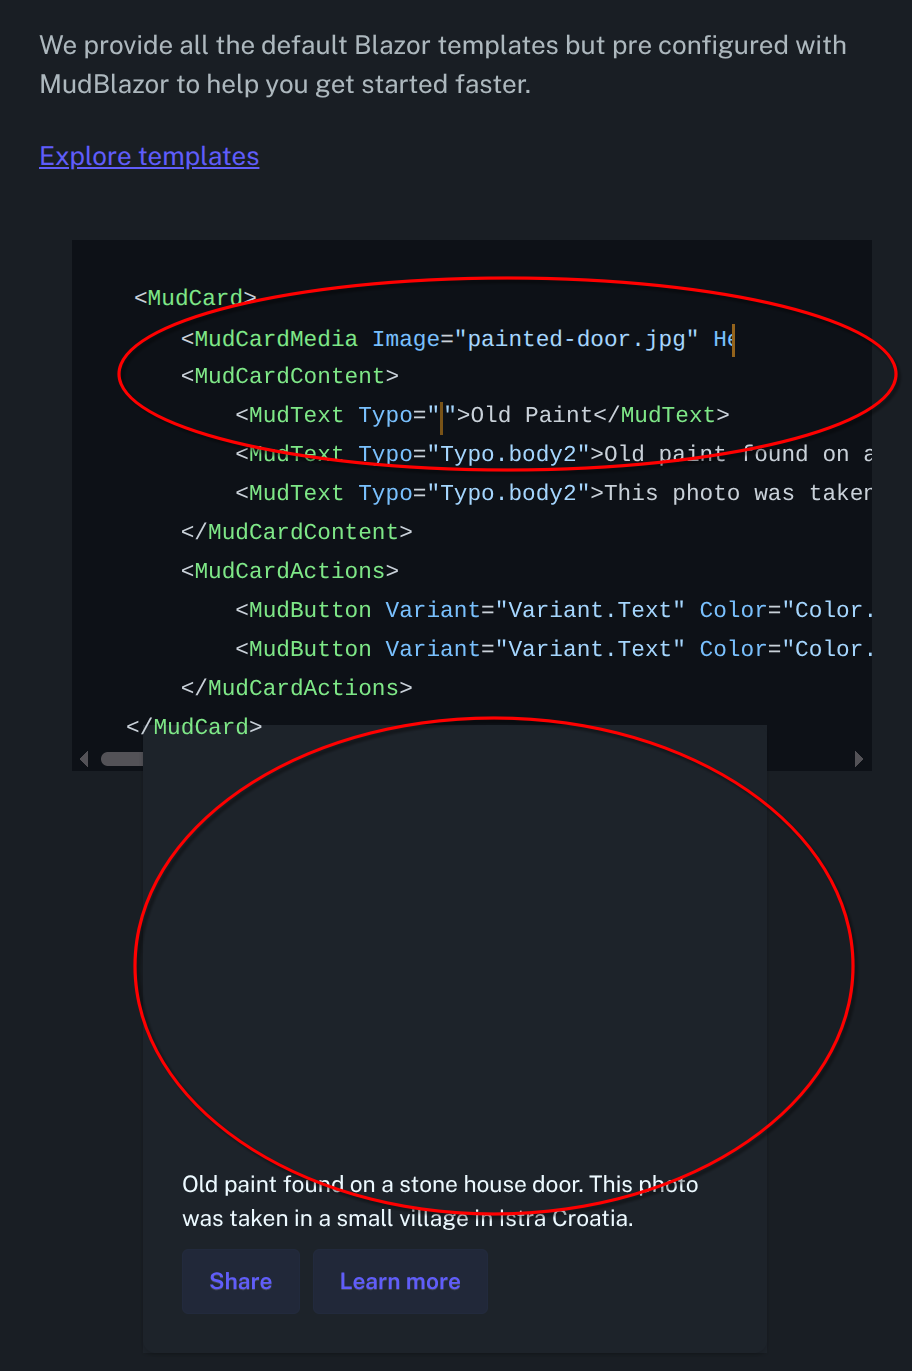 We provide all the default Blazor templates but pre configured with
MudBlazor to help you get started faster.
Explore templates
<MudCard>
<MudCardMedia Image="painted-door.jpg" He
<MudCardContent>
<MudText Typo="">Old Paint</MudText>
<MudText Typo="Typo.body2">Old paint found on a
<MudText Typo="Typo.body2">This photo was taken
</MudCardContent>
<MudCardActions>
<MudButton Variant="Variant.Text" Color="Color.
<MudButton Variant="Variant.Text" Color="Color.
</MudCardActions>
</MudCard>
Old paint found on a stone house door. This photo
was taken in a small village in Istra Croatia.
Share
Learn more